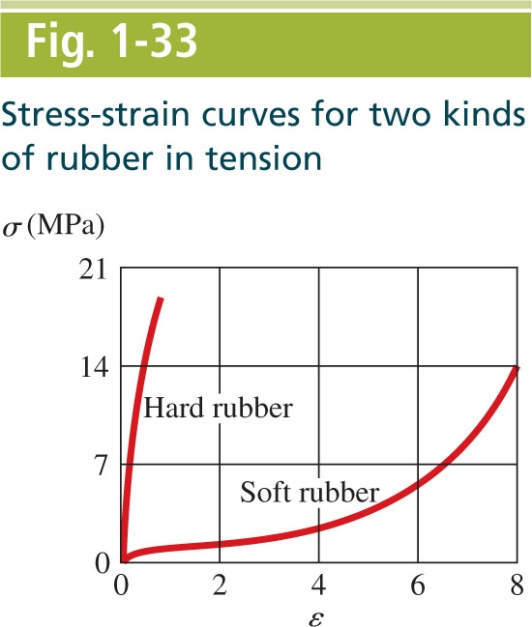 Fig. 1-33
Stress-strain curves for two kinds
of rubber in tension
σ (MPa)
21
14
Hard rubber
7
Soft rubber
0
0 2 4 6 8
ε